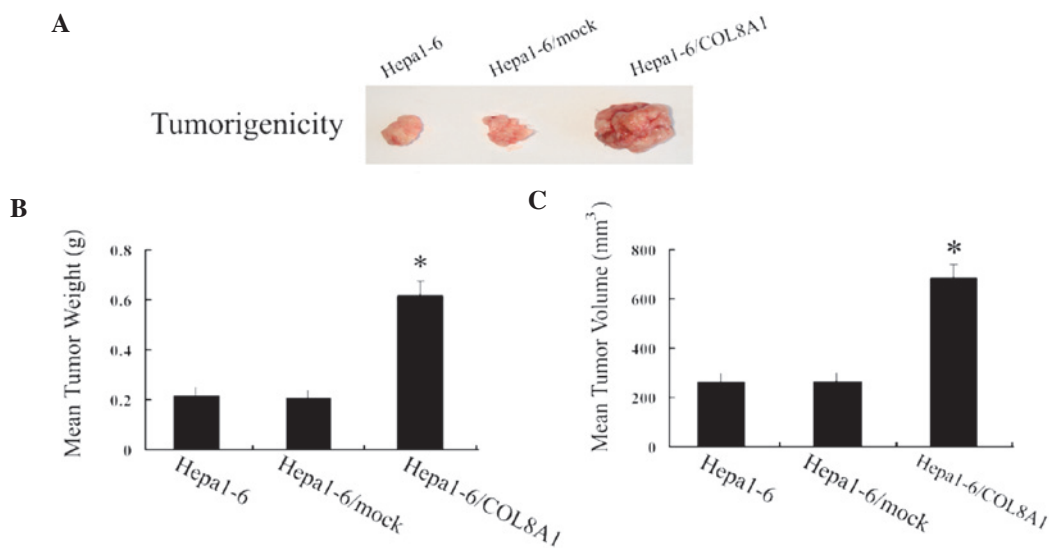 A
Hepa1-6
Hepa1-6/mock
Hepa1-6/COL8A1
Tumorigenicity
B
Mean Tumor Weight (g)
0.8
0.6
0.4
0.2
0
*
Hepa1-6
Hepa1-6/mock
Hepa1-6/COL8A1
C
Mean Tumor Volume (mm³)
800
600
400
200
0
*
Hepa1-6
Hepa1-6/mock
Hepa1-6/COL8A1